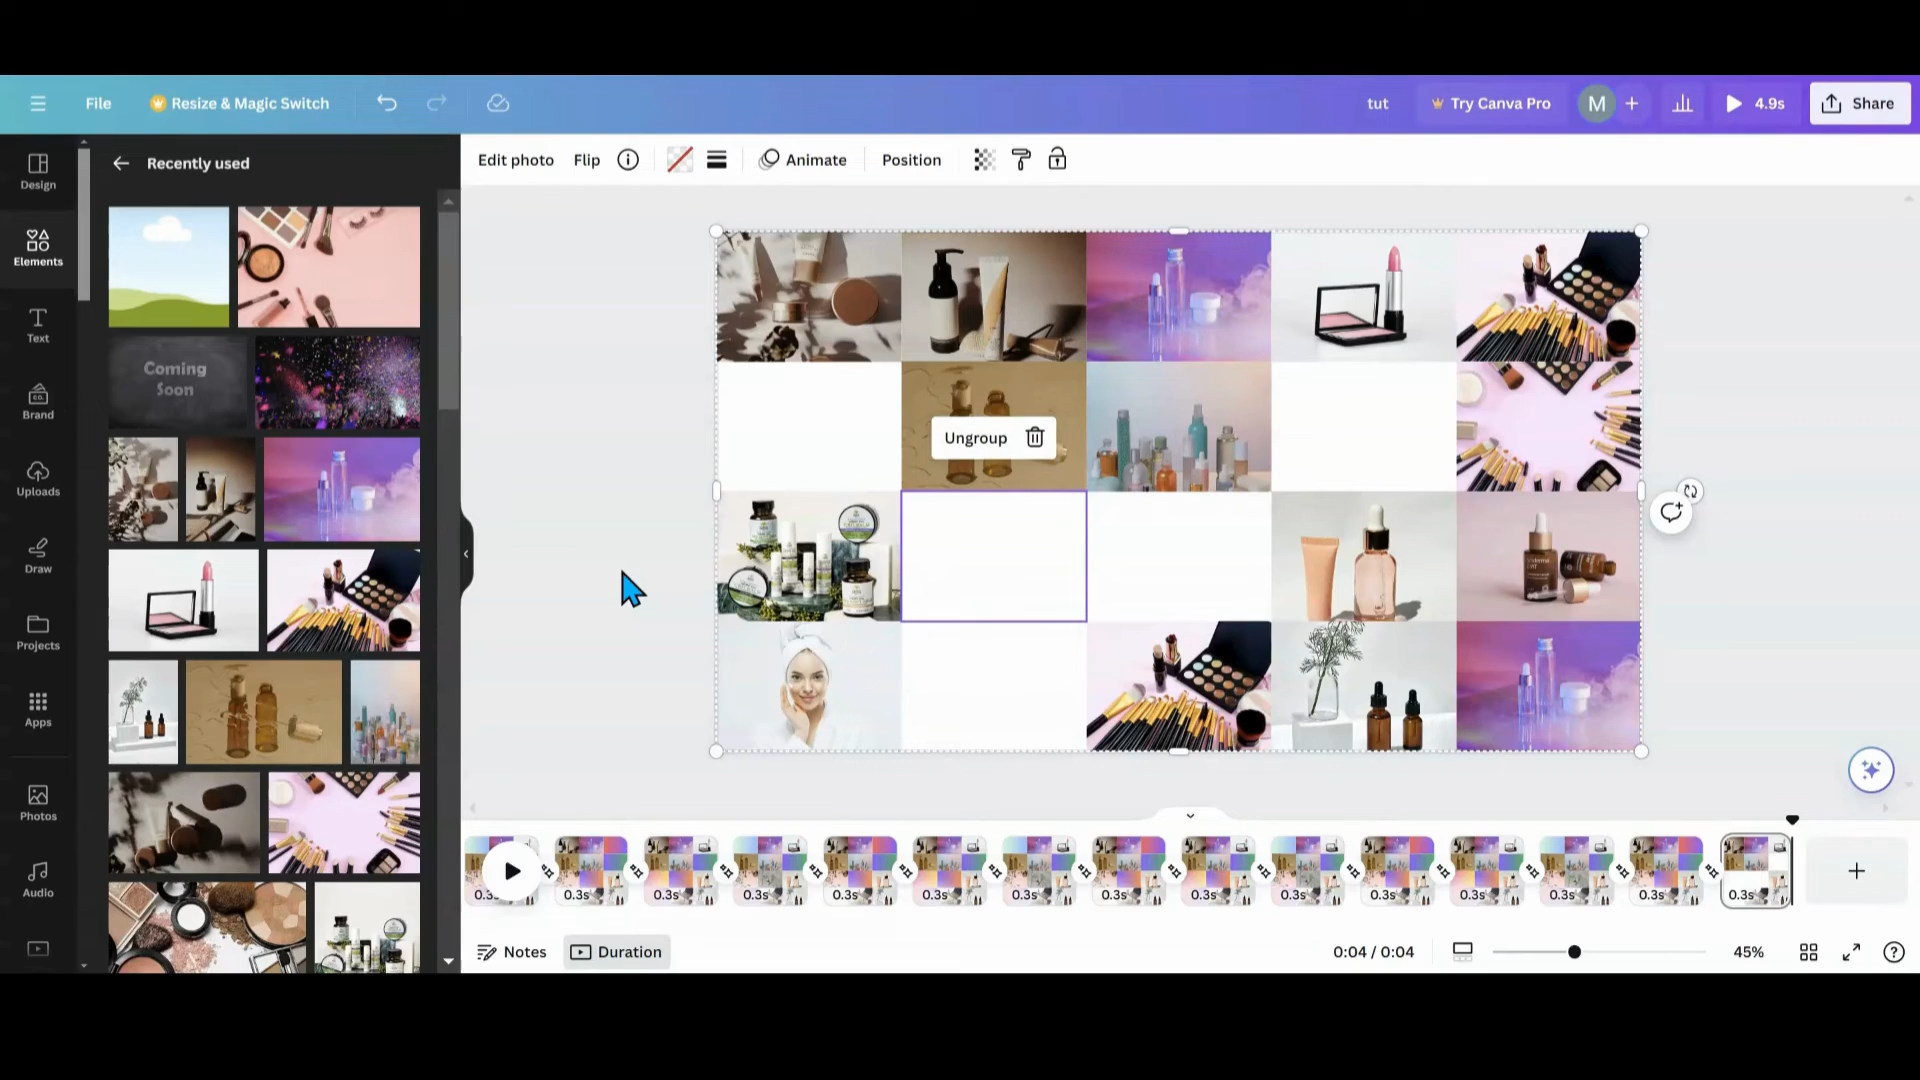 File
Resize & Magic Switch
tut
Try Canva Pro
M
4.9s
Share
Design
Elements
Text
Brand
Uploads
Draw
Projects
Apps
Photos
Audio
Recently used
Coming
Soon
Edit photo
Flip
Animate
Position
Ungroup
0.3s
0.3s
0.3s
0.3s
0.3s
0.3s
0.3s
0.3s
0.3s
0.3s
0.3s
0.3s
0.3s
0.3s
Notes
Duration
0:04 / 0:04
45%